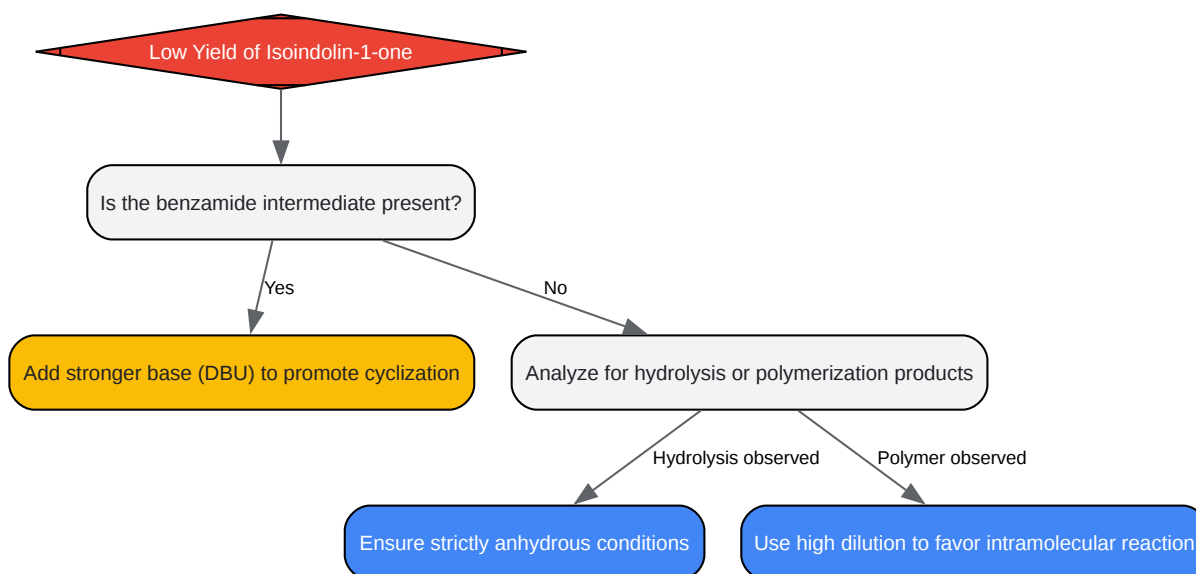 Low Yield of Isoindolin-1-one
Is the benzamide intermediate present?
Yes
No
Add stronger base (DBU) to promote cyclization
Analyze for hydrolysis or polymerization products
Hydrolysis observed
Polymer observed
Ensure strictly anhydrous conditions
Use high dilution to favor intramolecular reaction